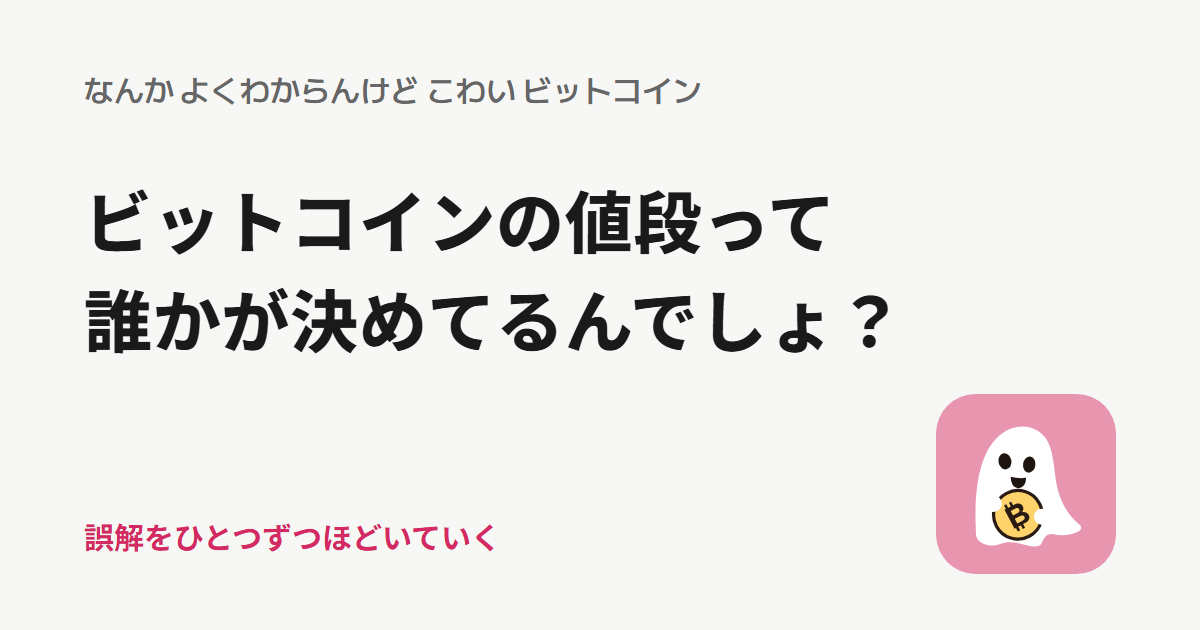 なんか よくわからんけど こわい ビットコイン
ビットコインの値段って
誰かが決めてるんでしょ？
誤解をひとつずつほどいていく